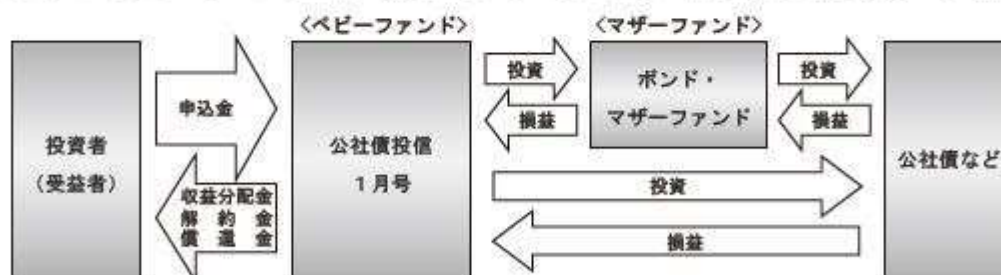 〈ベビーファンド〉
〈マザーファンド〉
投資者
(受益者)
申込金
収益分配金
解約金
償還金
公社債投信
1月号
投資
損益
ボンド・
マザーファンド
投資
損益
投資
損益
公社債など